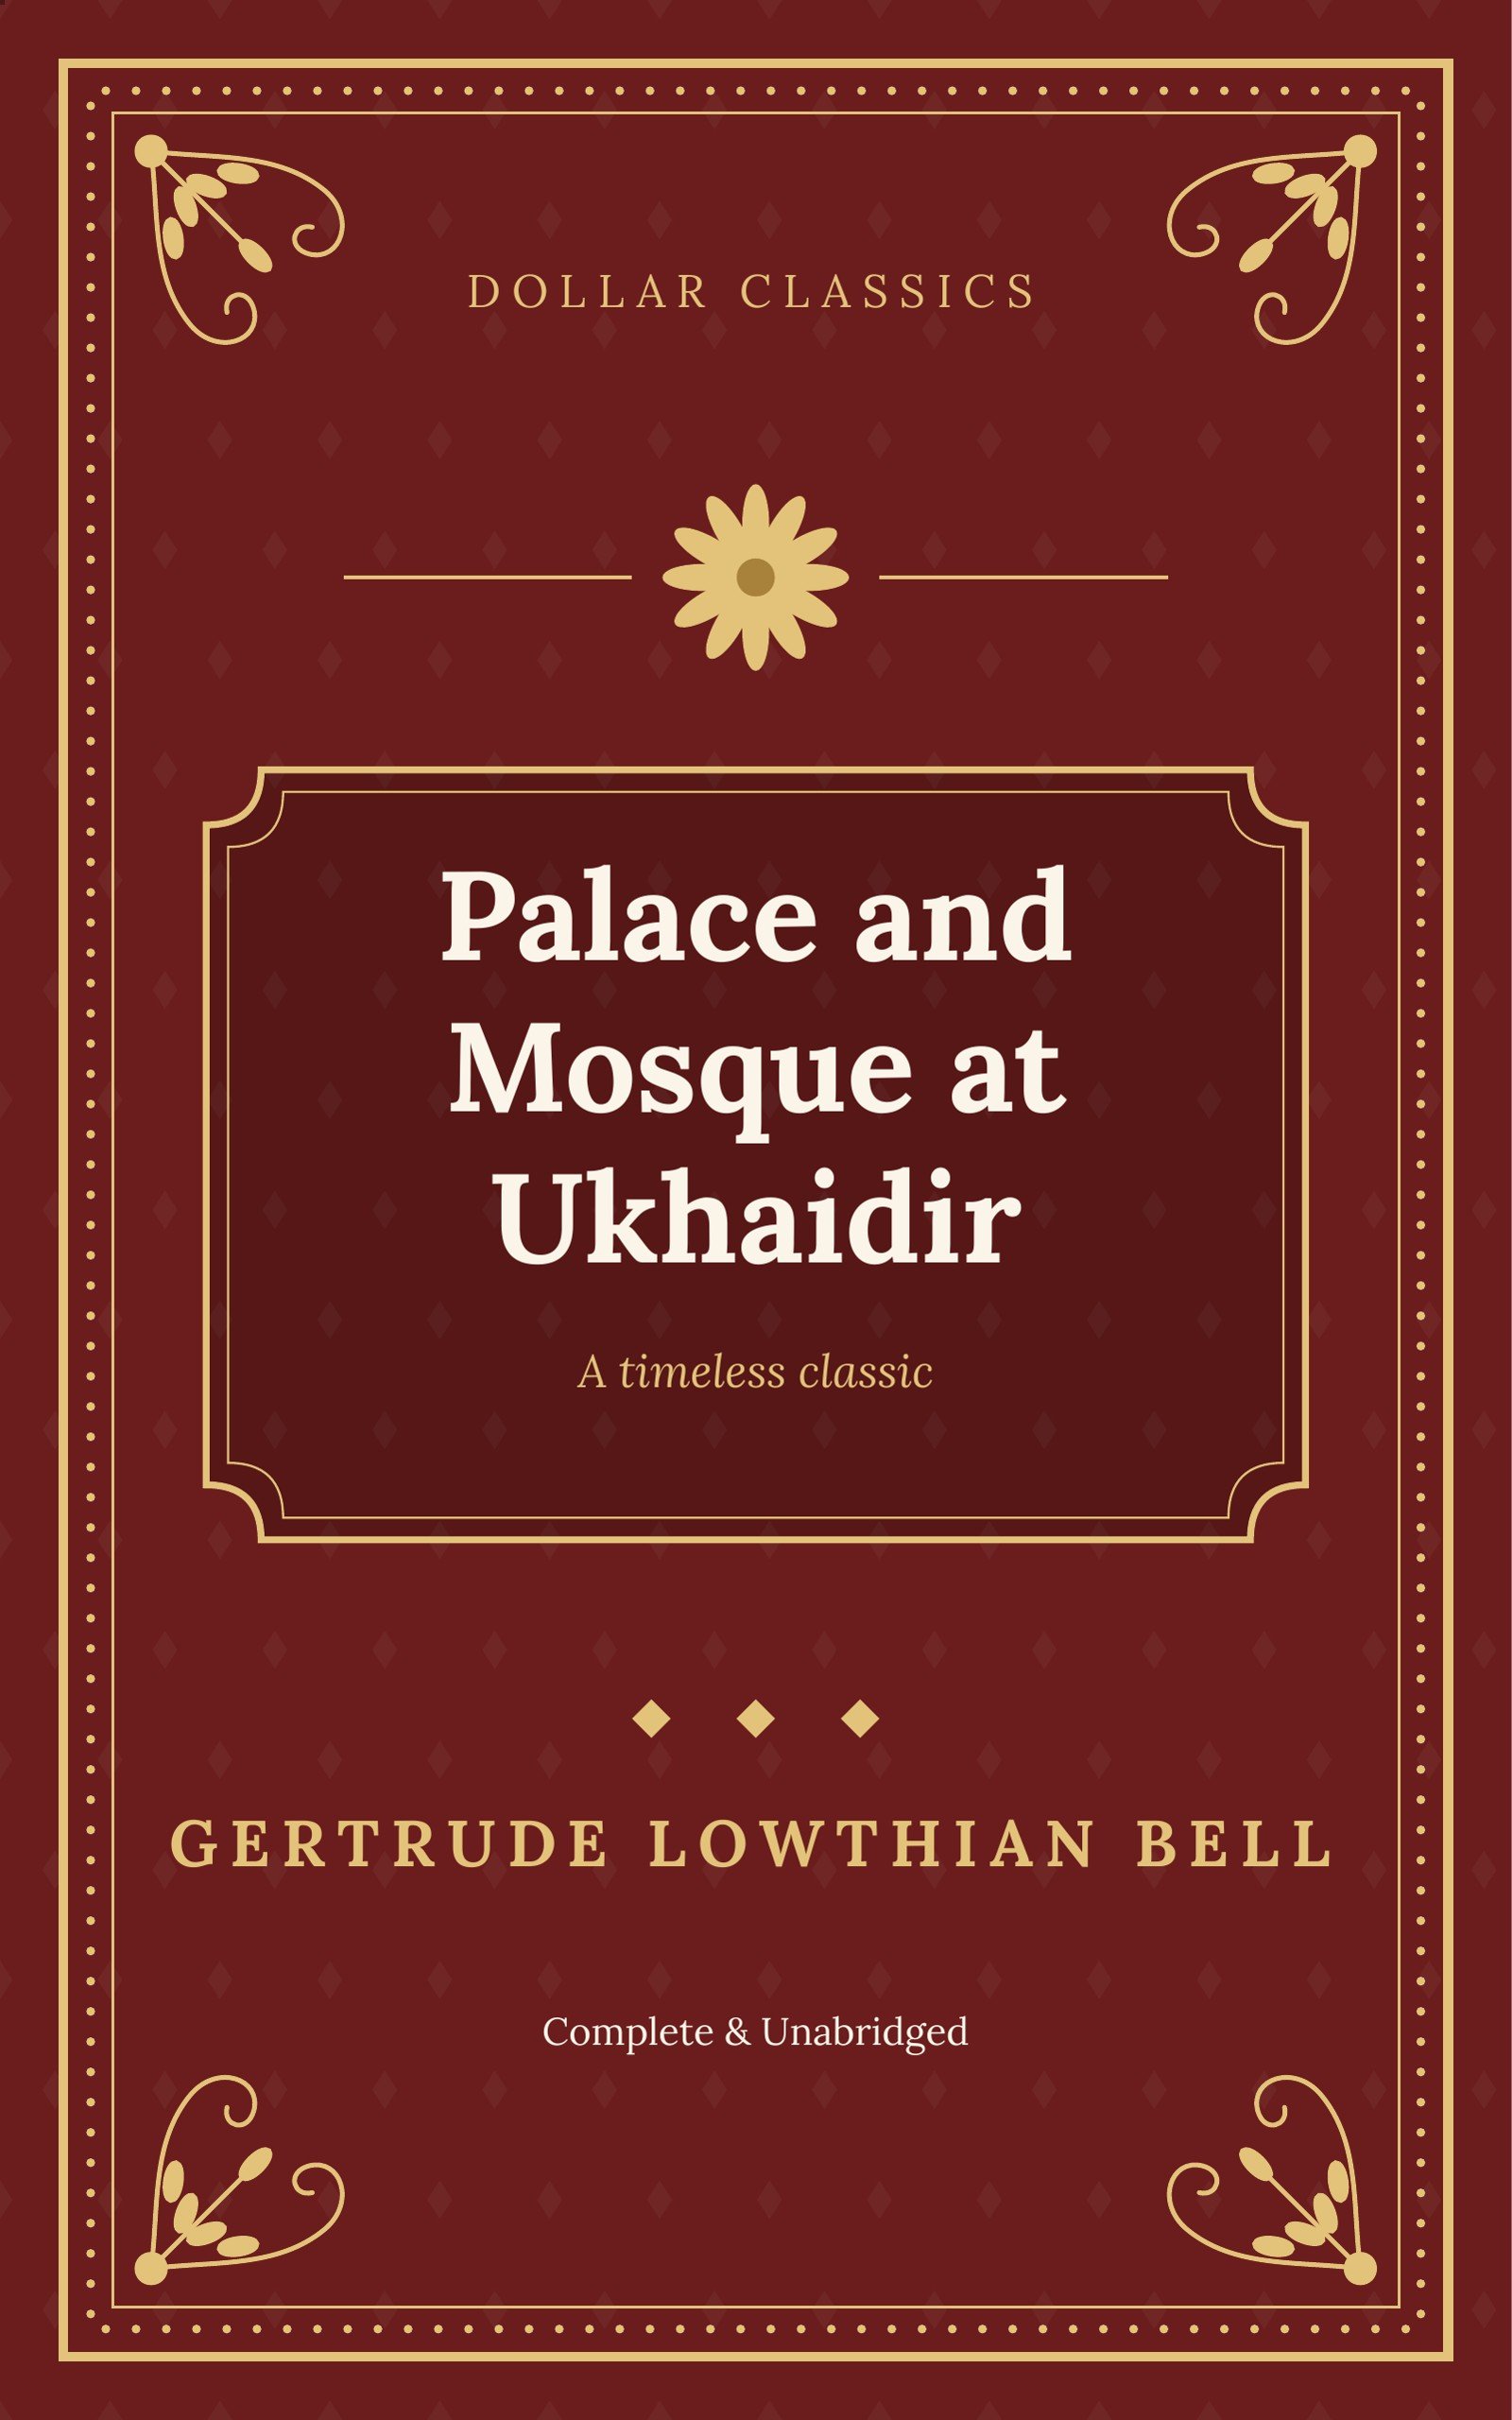 DOLLAR CLASSICS
Palace and
Mosque at
Ukhaidir
A timeless classic
GERTRUDE LOWTHIAN BELL
Complete & Unabridged